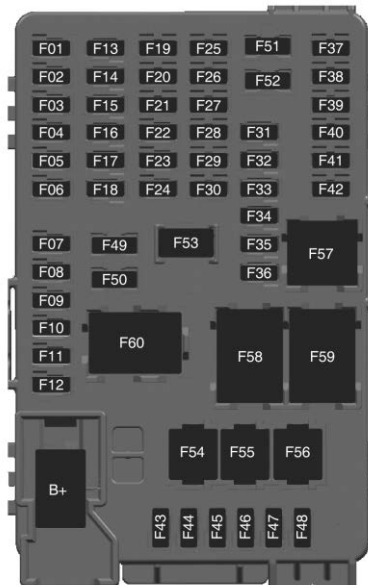 F01 F13 F19 F25 F51 F37
F02 F14 F20 F26 F52 F38
F03 F15 F21 F27 F39
F04 F16 F22 F28 F31 F40
F05 F17 F23 F29 F32 F41
F06 F18 F24 F30 F33 F42
F34
F07 F49 F53 F35 F57
F08 F50 F36
F09
F10 F60 F58 F59
F11
F12
F54 F55 F56
B+
F43 F44 F45 F46 F47 F48